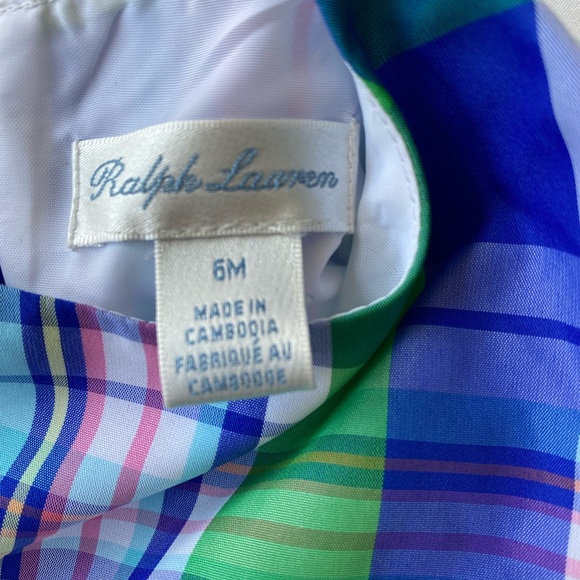 Ralph Lauren
6M
MADE IN
CAMBODIA
FABRIQUÉ AU
CAMBODGE